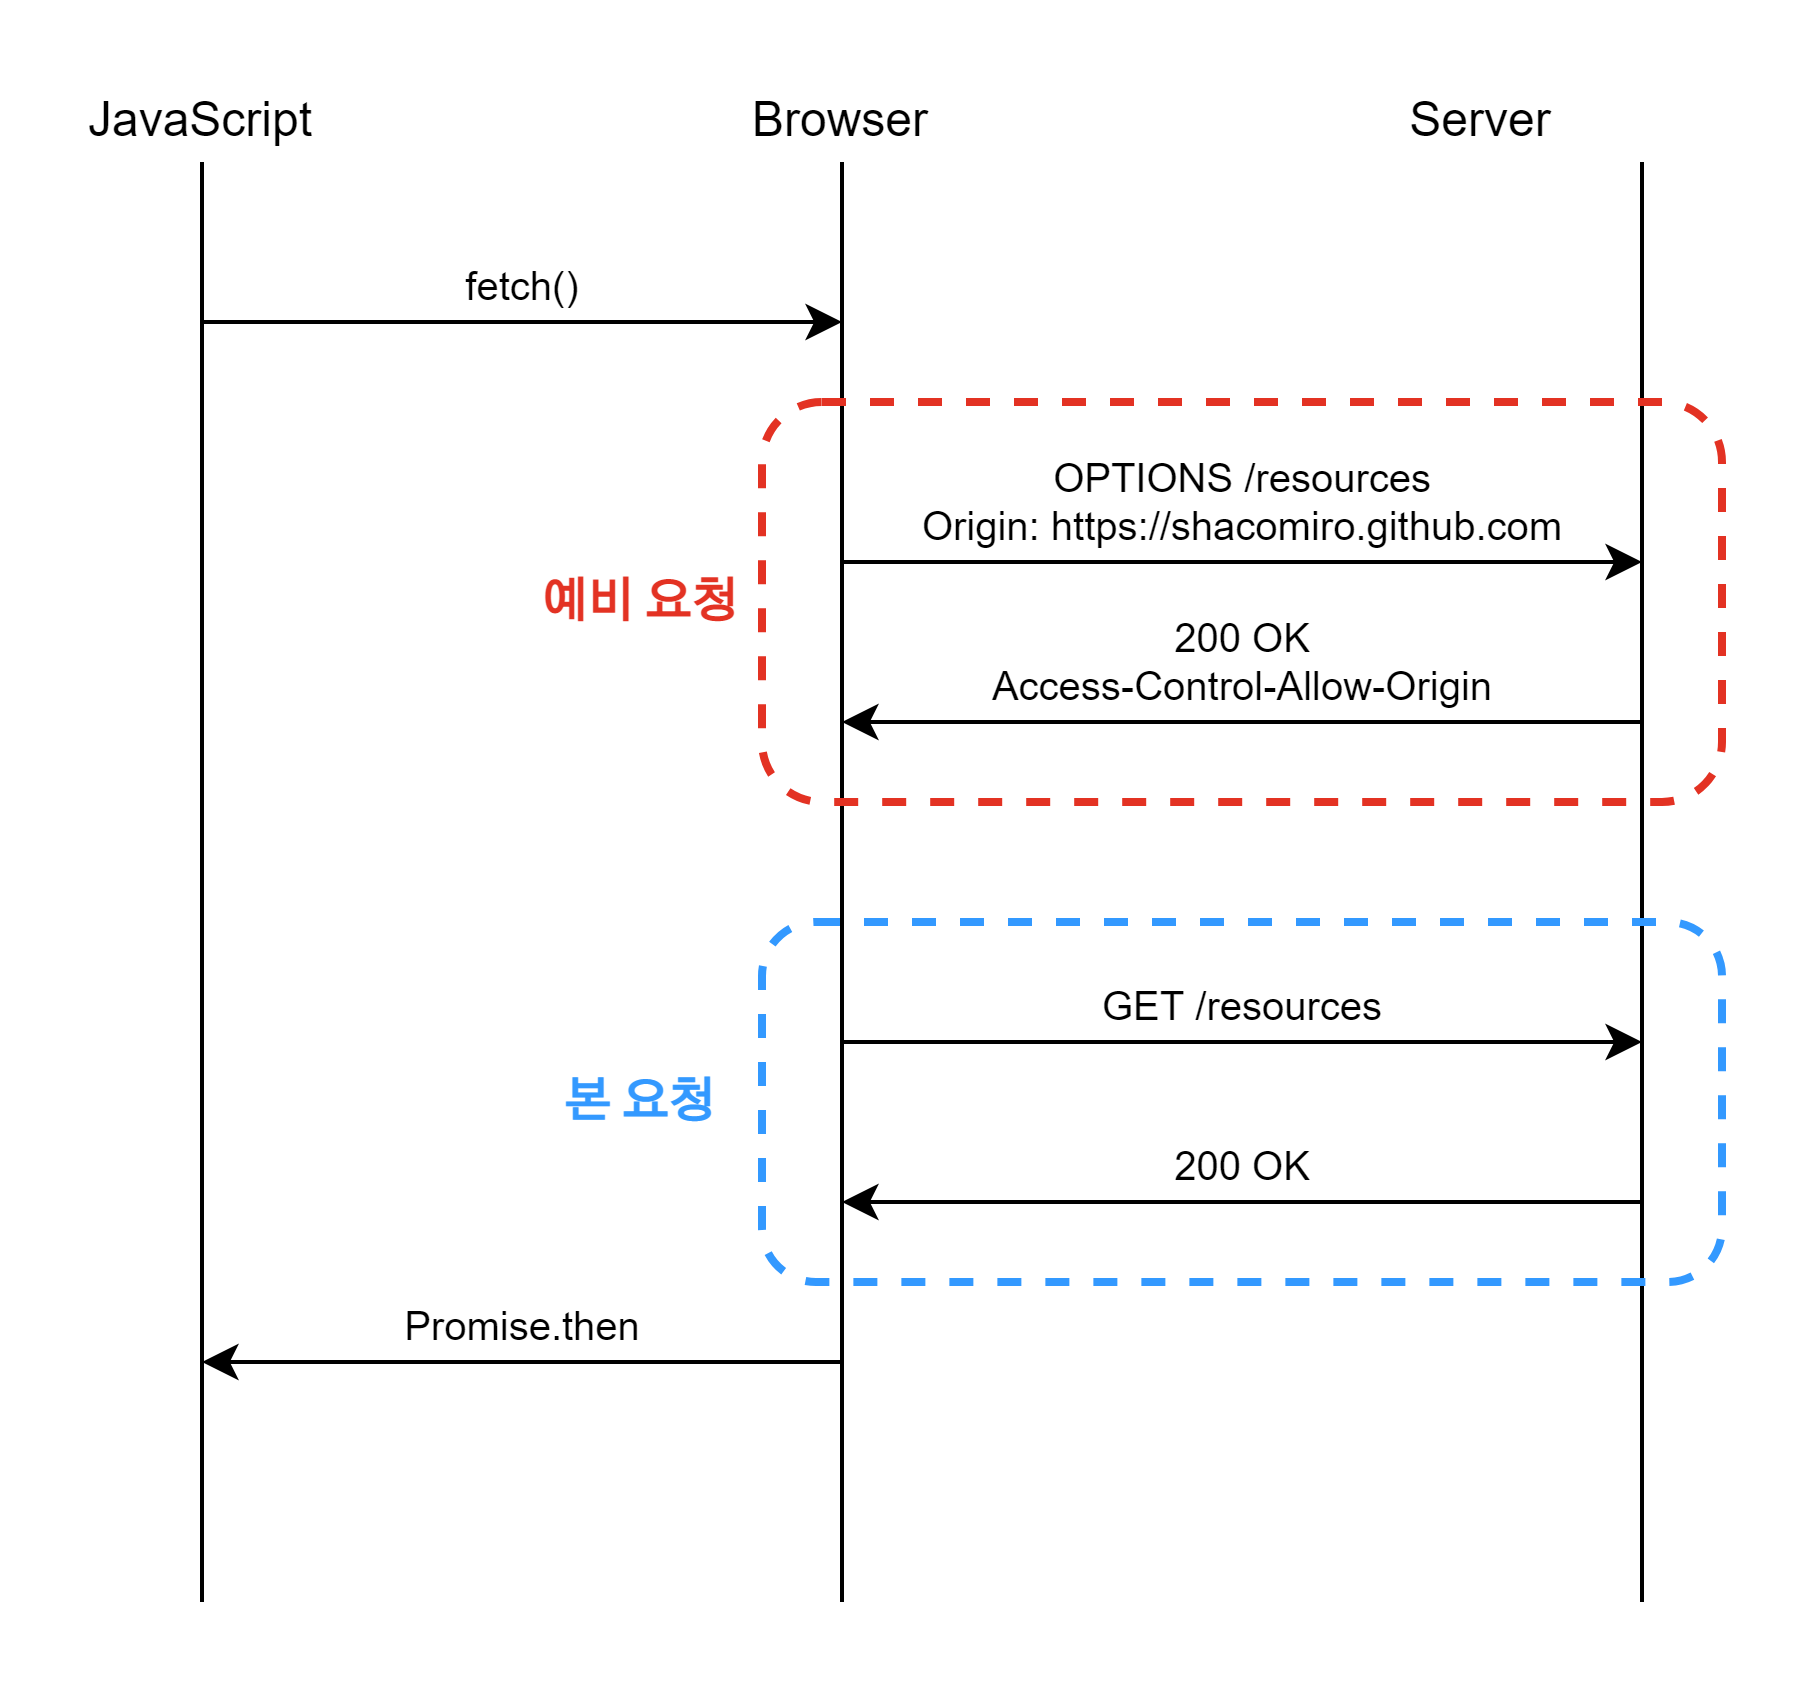 JavaScript
Browser
Server
fetch()
OPTIONS /resources
Origin: https://shacomiro.github.com
예비 요청
200 OK
Access-Control-Allow-Origin
GET /resources
본 요청
200 OK
Promise.then